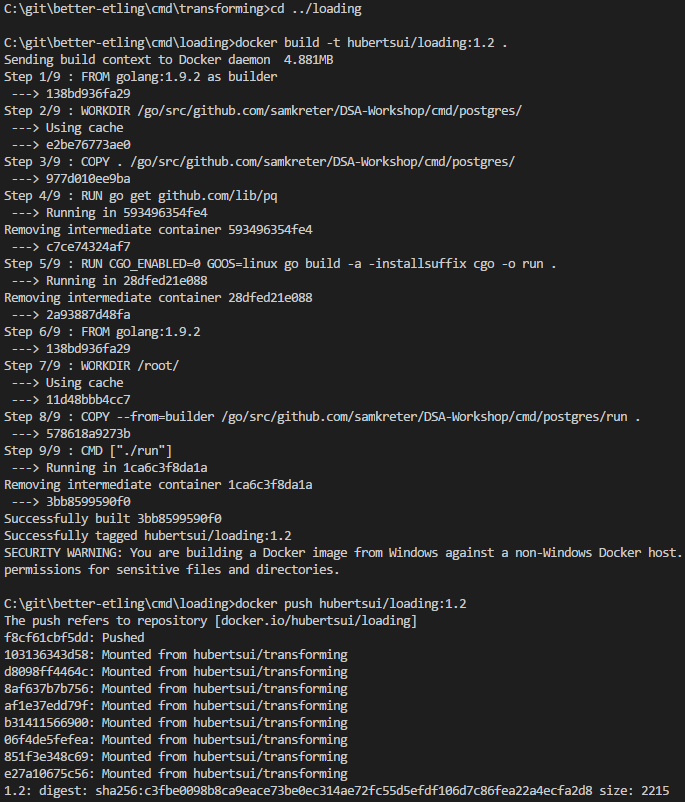 C:\git\better-etling\cmd\transforming>cd ../loading
C:\git\better-etling\cmd\loading>docker build -t hubertsui/loading:1.2 .
Sending build context to Docker daemon  4.881MB
Step 1/9 : FROM golang:1.9.2 as builder
 ---> 138bd936fa29
Step 2/9 : WORKDIR /go/src/github.com/samkreter/DSA-Workshop/cmd/postgres/
 ---> Using cache
 ---> e2be76773ae0
Step 3/9 : COPY . /go/src/github.com/samkreter/DSA-Workshop/cmd/postgres/
 ---> 977d010ee9ba
Step 4/9 : RUN go get github.com/lib/pq
 ---> Running in 593496354fe4
Removing intermediate container 593496354fe4
 ---> c7ce74324af7
Step 5/9 : RUN CGO_ENABLED=0 GOOS=linux go build -a -installsuffix cgo -o run .
 ---> Running in 28dfed21e088
Removing intermediate container 28dfed21e088
 ---> 2a93887d48fa
Step 6/9 : FROM golang:1.9.2
 ---> 138bd936fa29
Step 7/9 : WORKDIR /root/
 ---> Using cache
 ---> 11d48bbb4cc7
Step 8/9 : COPY --from=builder /go/src/github.com/samkreter/DSA-Workshop/cmd/postgres/run .
 ---> 578618a9273b
Step 9/9 : CMD ["./run"]
 ---> Running in 1ca6c3f8da1a
Removing intermediate container 1ca6c3f8da1a
 ---> 3bb8599590f0
Successfully built 3bb8599590f0
Successfully tagged hubertsui/loading:1.2
SECURITY WARNING: You are building a Docker image from Windows against a non-Windows Docker host.
permissions for sensitive files and directories.
C:\git\better-etling\cmd\loading>docker push hubertsui/loading:1.2
The push refers to repository [docker.io/hubertsui/loading]
f8cf61cbf5dd: Pushed
103136343d58: Mounted from hubertsui/transforming
d8098ff4464c: Mounted from hubertsui/transforming
8af637b7b756: Mounted from hubertsui/transforming
af1e37edd79f: Mounted from hubertsui/transforming
b31411566900: Mounted from hubertsui/transforming
06f4de5fefea: Mounted from hubertsui/transforming
851f3e348c69: Mounted from hubertsui/transforming
e27a10675c56: Mounted from hubertsui/transforming
1.2: digest: sha256:c3fbe0098b8ca9eace73be0ec314ae72fc55d5efdf106d7c86fea22a4ecfa2d8 size: 2215